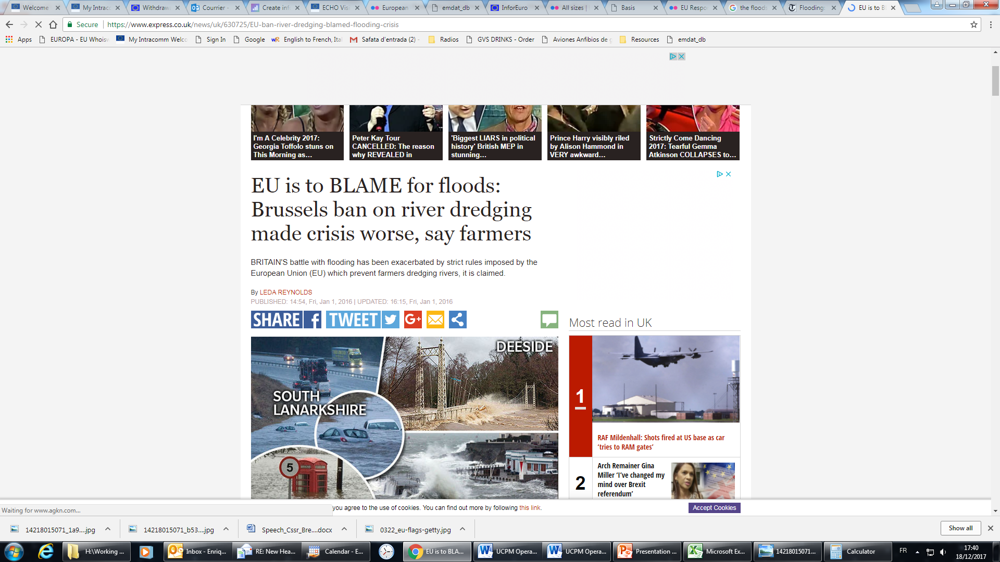 Welcome
My Intrac
Withdraw
Courrier -
Create inf
ECHO Vis
European
emdat_db
InforEuro
All sizes |
Basis
EU Respo
the floods
Flooding:
EU is to B
Secure
https://www.express.co.uk/news/uk/630725/EU-ban-river-dredging-blamed-flooding-crisis
Apps
EUROPA - EU Whoisw
My Intracomm Welco
Sign In
Google
English to French, Ital
Safata d'entrada (2) -
Radios
GVS DRINKS - Order
Aviones Anfibios de g
Resources
emdat_db
I'm A Celebrity 2017:
Georgia Toffolo stuns on
This Morning as…
Peter Kay Tour
CANCELLED: The reason
why REVEALED in
'Biggest LIARS in political
history' British MEP in
stunning…
Prince Harry visibly riled
by Alison Hammond in
VERY awkward…
Strictly Come Dancing
2017: Tearful Gemma
Atkinson COLLAPSES to…
EU is to BLAME for floods:
Brussels ban on river dredging
made crisis worse, say farmers
BRITAIN'S battle with flooding has been exacerbated by strict rules imposed by the
European Union (EU) which prevent farmers dredging rivers, it is claimed.
By LEDA REYNOLDS
PUBLISHED: 14:54, Fri, Jan 1, 2016 | UPDATED: 16:15, Fri, Jan 1, 2016
SHARE f
TWEET
G+
DEESIDE
SOUTH
LANARKSHIRE
5
Most read in UK
1
RAF Mildenhall: Shots fired at US base as car
‘tries to RAM gates’
2
Arch Remainer Gina
Miller ‘I’ve changed my
mind over Brexit
referendum’
Waiting for www.agkn.com...
you agree to the use of cookies. You can find out more by following this link.
Accept Cookies
14218015071_1a9....jpg
14218015071_b53....jpg
Speech_Cssr_Bre....docx
0322_eu-flags-getty.jpg
Show all
H:\Working ...
Inbox - Enriq...
RE: New Hea...
Calendar - E...
EU is to BLA...
UCPM Opera...
UCPM Opera...
Presentation ...
Microsoft Ex...
14218015071...
Calculator
FR
17:40
18/12/2017